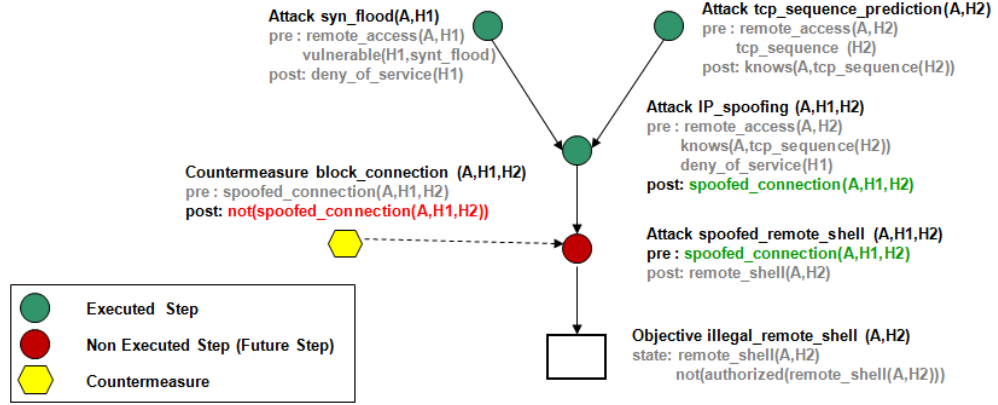 Attack syn_flood(A,H1)
pre : remote_access(A,H1)
vulnerable(H1,synt_flood)
post: deny_of_service(H1)
Attack tcp_sequence_prediction(A,H2)
pre : remote_access(A,H2)
tcp_sequence (H2)
post: knows(A,tcp_sequence(H2))
Attack IP_spoofing (A,H1,H2)
pre : remote_access(A,H2)
knows(A,tcp_sequence(H2))
deny_of_service(H1)
post: spoofed_connection(A,H1,H2)
Countermeasure block_connection (A,H1,H2)
pre : spoofed_connection(A,H1,H2)
post: not(spoofed_connection(A,H1,H2))
Attack spoofed_remote_shell (A,H1,H2)
pre : spoofed_connection(A,H1,H2)
post: remote_shell(A,H2)
Executed Step
Non Executed Step (Future Step)
Countermeasure
Objective illegal_remote_shell (A,H2)
state: remote_shell(A,H2)
not(authorized(remote_shell(A,H2)))